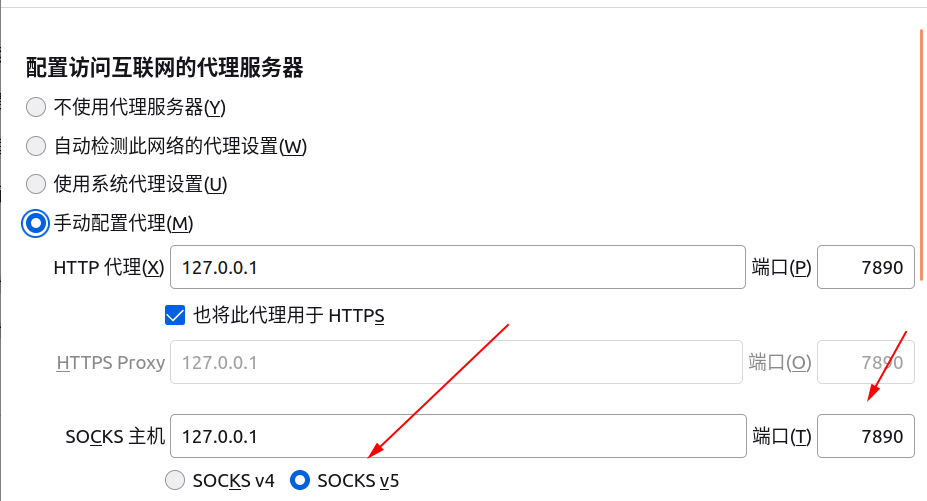 配置访问互联网的代理服务器
不使用代理服务器(Y)
自动检测此网络的代理设置(W)
使用系统代理设置(U)
手动配置代理(M)
HTTP 代理(X) 127.0.0.1 端口(P) 7890
也将此代理用于 HTTPS
HTTPS Proxy 127.0.0.1 端口(O) 7890
SOCKS 主机 127.0.0.1 端口(T) 7890
SOCKS v4 SOCKS v5